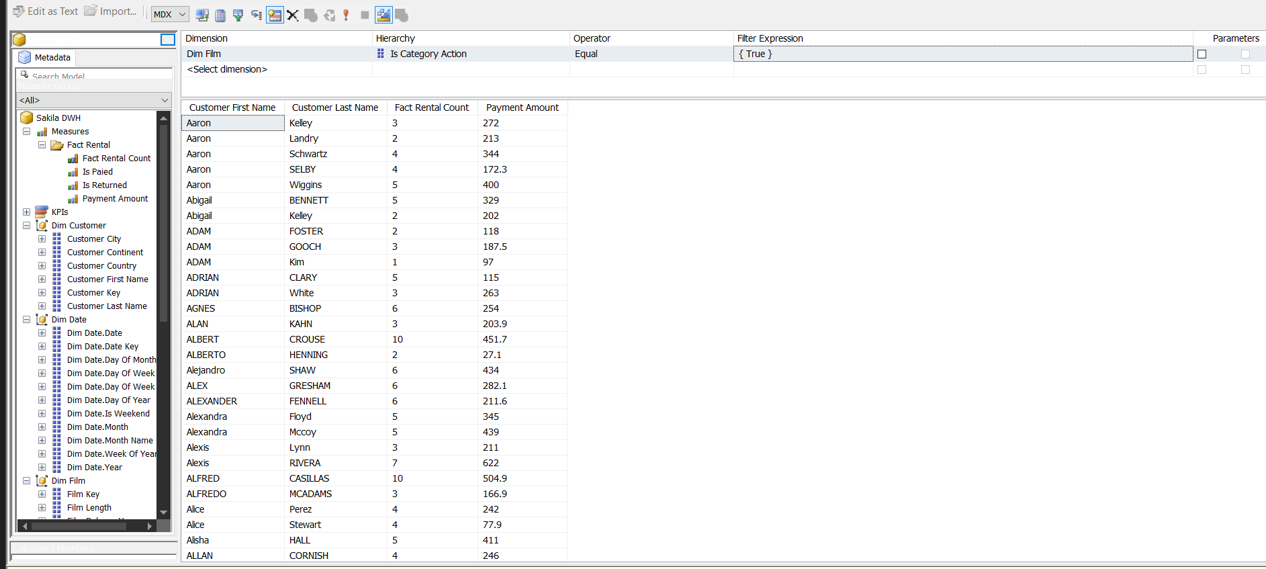 Edit as Text Import... MDX
Metadata
Search Model
<All>
Sakila DWH
Measures
Fact Rental
Fact Rental Count
Is Paied
Is Returned
Payment Amount
KPIs
Dim Customer
Customer City
Customer Continent
Customer Country
Customer First Name
Customer Key
Customer Last Name
Dim Date
Dim Date.Date
Dim Date.Date Key
Dim Date.Day Of Month
Dim Date.Day Of Week
Dim Date.Day Of Week
Dim Date.Day Of Year
Dim Date.Is Weekend
Dim Date.Month
Dim Date.Month Name
Dim Date.Week Of Year
Dim Date.Year
Dim Film
Film Key
Film Length
Dimension Hierarchy Operator Filter Expression Parameters
Dim Film Is Category Action Equal { True }
<Select dimension>
Customer First Name Customer Last Name Fact Rental Count Payment Amount
Aaron Kelley 3 272
Aaron Landry 2 213
Aaron Schwartz 4 344
Aaron SELBY 4 172.3
Aaron Wiggins 5 400
Abigail BENNETT 5 329
Abigail Kelley 2 202
ADAM FOSTER 2 118
ADAM GOOCH 3 187.5
ADAM Kim 1 97
ADRIAN CLARY 5 115
ADRIAN White 3 263
AGNES BISHOP 6 254
ALAN KAHN 3 203.9
ALBERT CROUSE 10 451.7
ALBERTO HENNING 2 27.1
Alejandro SHAW 6 434
ALEX GRESHAM 6 282.1
ALEXANDER FENNELL 6 211.6
Alexandra Floyd 5 345
Alexandra Mccoy 5 439
Alexis Lynn 3 211
Alexis RIVERA 7 622
ALFRED CASILLAS 10 504.9
ALFREDO MCADAMS 3 166.9
Alice Perez 4 242
Alice Stewart 4 77.9
Alisha HALL 5 411
ALLAN CORNISH 4 246